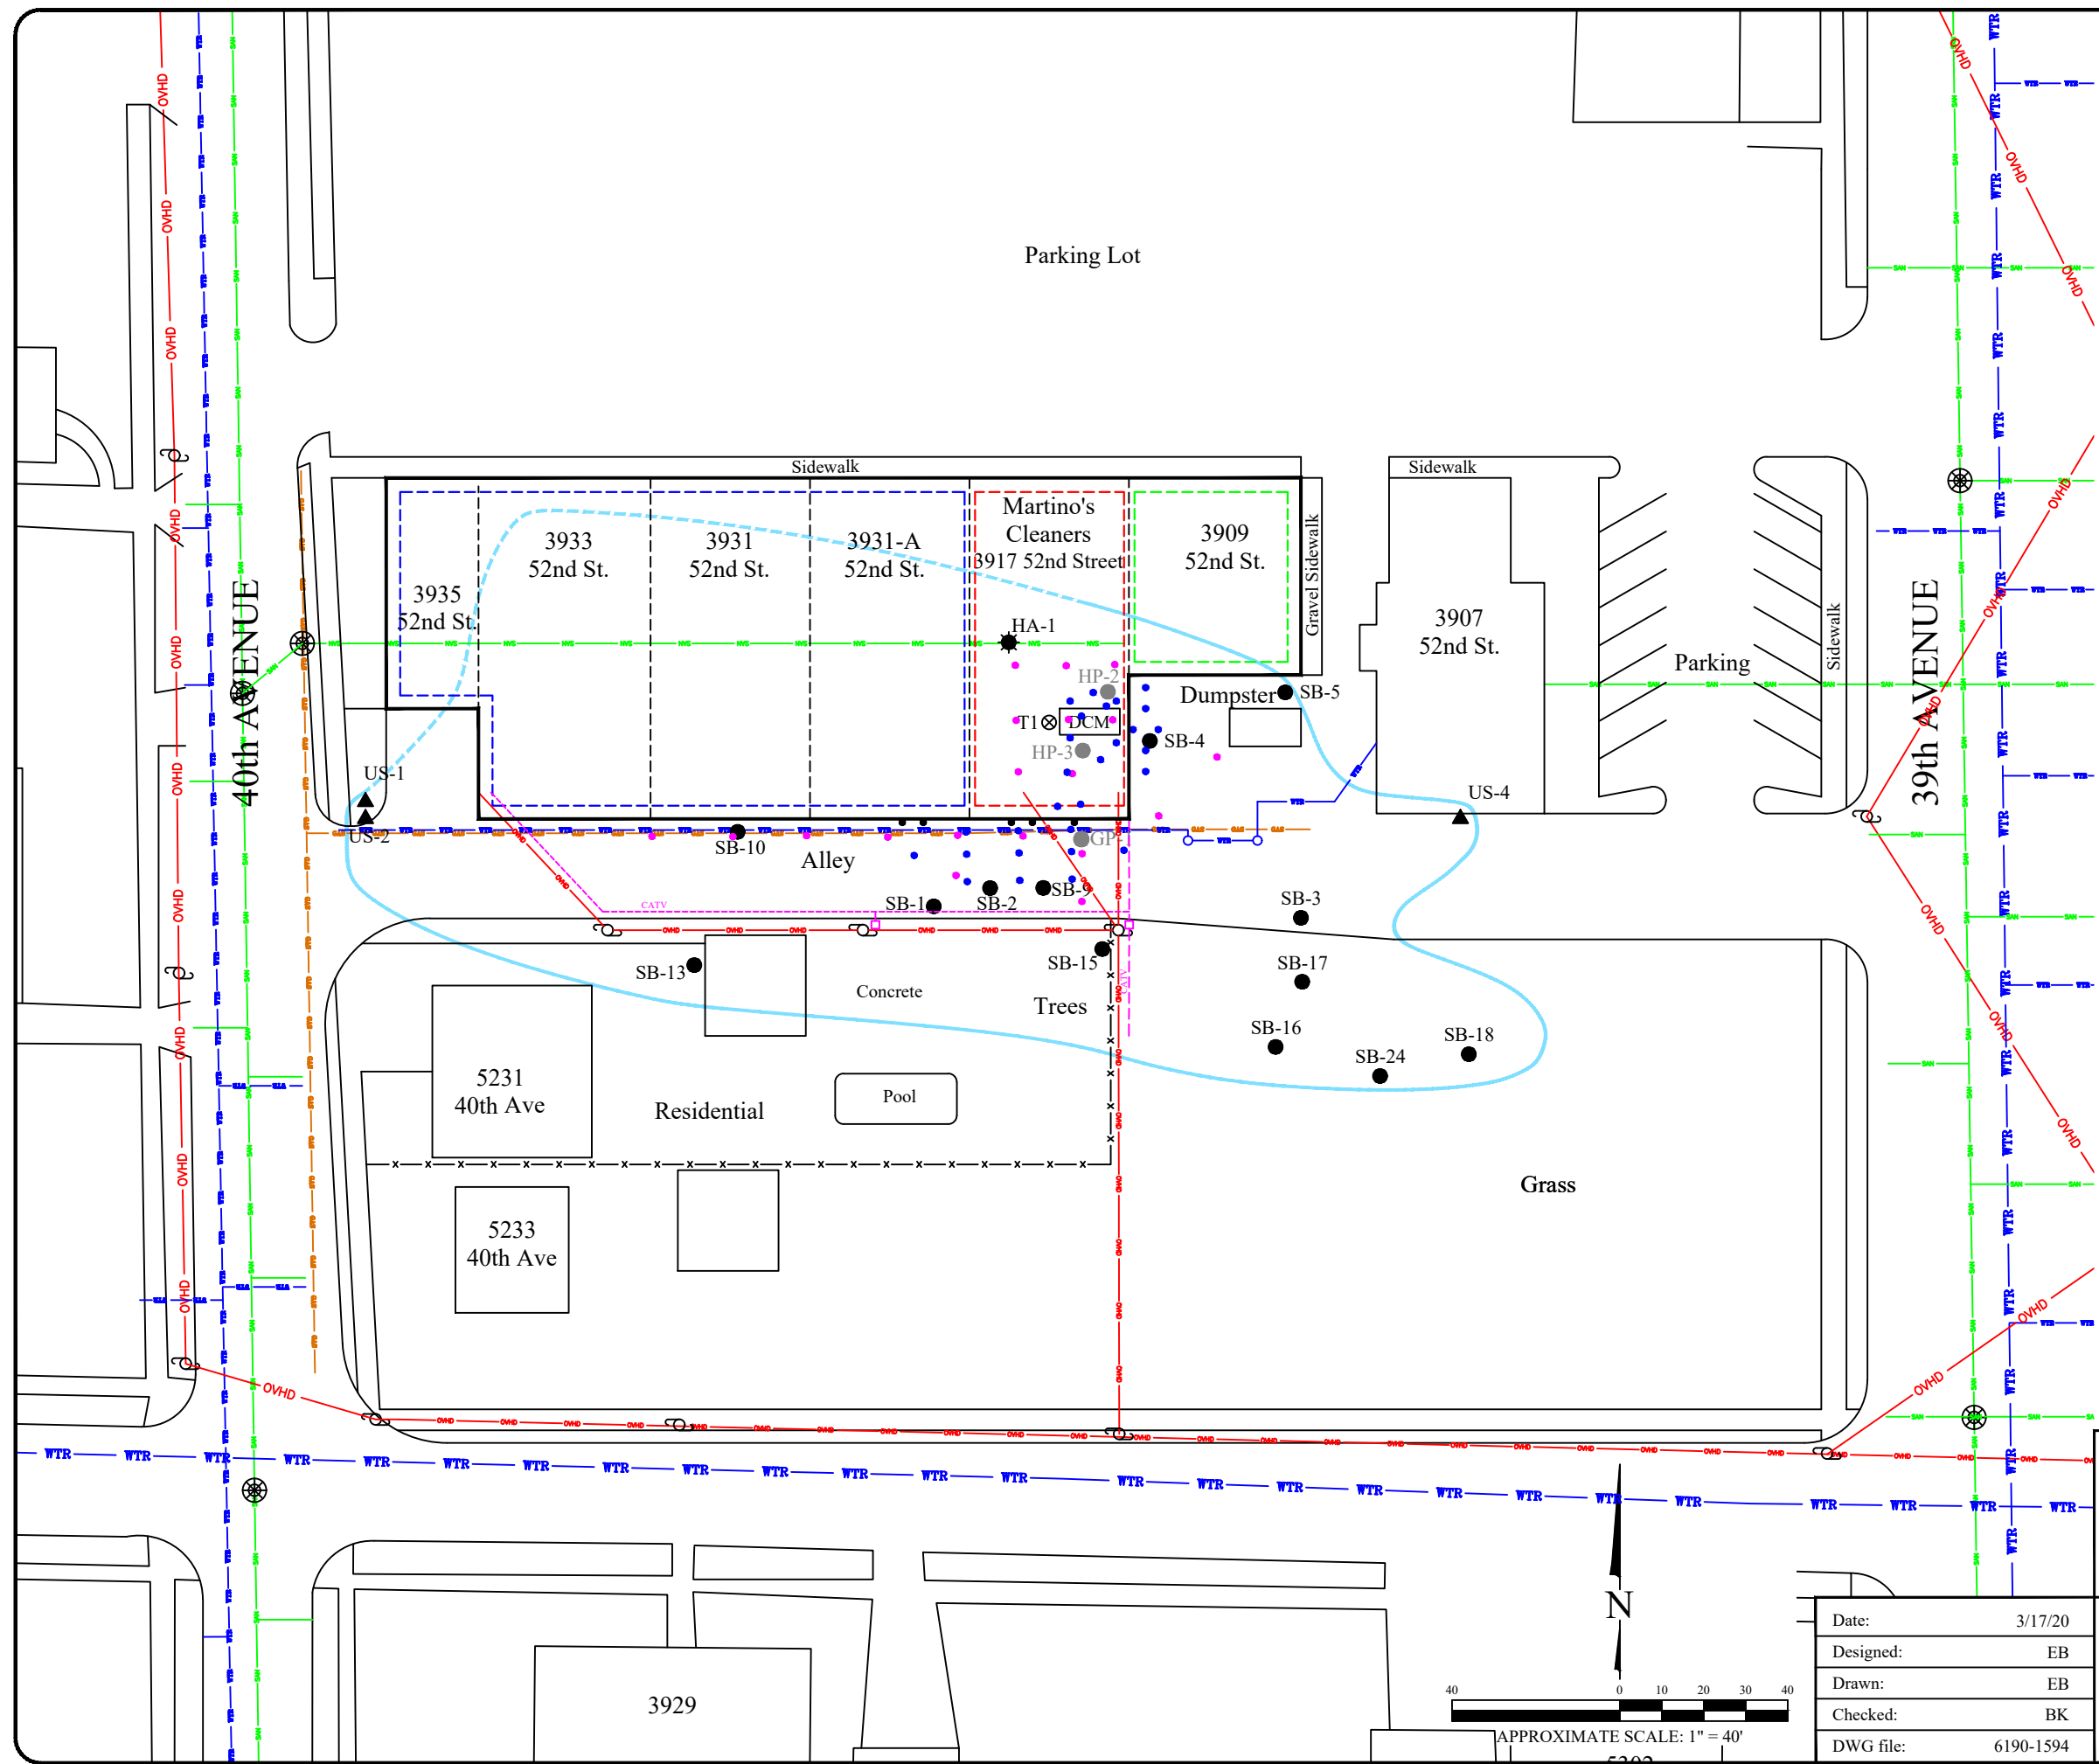 Parking Lot
Sidewalk
Sidewalk
Martino's
Cleaners
3917 52nd Street
3909
52nd St.
3933
52nd St.
3931
52nd St.
3931-A
52nd St.
3935
52nd St.
Gravel Sidewalk
3907
52nd St.
Parking
Sidewalk
40th AVENUE
39th AVENUE
HA-1
HP-2
T1
DCM
HP-3
Dumpster
SB-5
SB-4
US-1
US-2
US-4
SB-10
Alley
GP-
SB-1
SB-2
SB-9
SB-3
CATV
SB-13
SB-15
CATV
SB-17
Concrete
Trees
SB-16
SB-18
SB-24
5231
40th Ave
Residential
Pool
Grass
5233
40th Ave
OVHD
WTR
SAN
GAS
N
3929
40 0 10 20 30 40
APPROXIMATE SCALE: 1" = 40'
Date: 3/17/20
Designed: EB
Drawn: EB
Checked: BK
DWG file: 6190-1594